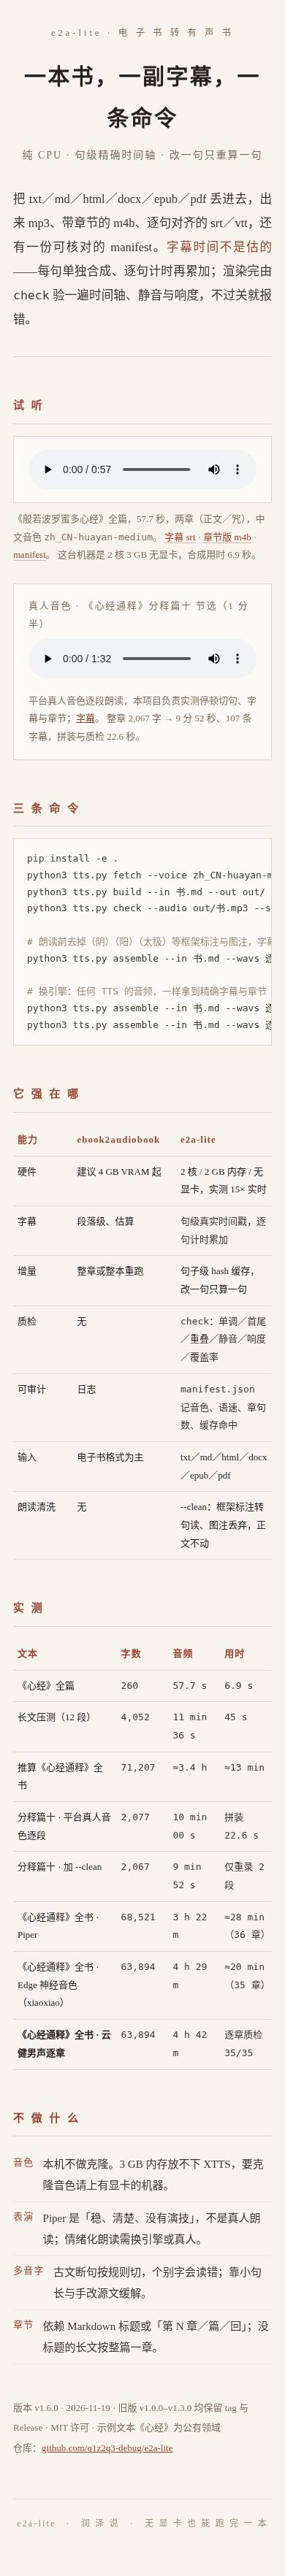 e2a-lite · 电子书转有声书
一本书，一副字幕，一
条命令
纯 CPU · 句级精确时间轴 · 改一句只重算一句
把 txt／md／html／docx／epub／pdf 丢进去，出
来 mp3、带章节的 m4b、逐句对齐的 srt／vtt，还
有一份可核对的 manifest。字幕时间不是估的
——每句单独合成、逐句计时再累加；渲染完由
check 验一遍时间轴、静音与响度，不过关就报
错。
试听
0:00 / 0:57
《般若波罗蜜多心经》全篇，57.7 秒，两章（正文／咒），中
文音色 zh_CN-huayan-medium。 字幕 srt · 章节版 m4b ·
manifest。 这台机器是 2 核 3 GB 无显卡，合成用时 6.9 秒。
真人音色 · 《心经通释》分释篇十 节选（1 分
半）
0:00 / 1:32
平台真人音色逐段朗读，本项目负责实测停顿切句、字
幕与章节；字幕。 整章 2,067 字 → 9 分 52 秒、107 条
字幕，拼装与质检 22.6 秒。
三条命令
pip install -e .
python3 tts.py fetch --voice zh_CN-huayan-m
python3 tts.py build --in 书.md --out out/
python3 tts.py check --audio out/书.mp3 --s
# 朗读前去掉（阴）（阳）（太极）等框架标注与图注，字幕
python3 tts.py assemble --in 书.md --wavs 逐
# 换引擎：任何 TTS 的音频，一样拿到精确字幕与章节
python3 tts.py assemble --in 书.md --wavs 逐
python3 tts.py assemble --in 书.md --wavs 逐
它强在哪
能力 ebook2audiobook e2a-lite
硬件 建议 4 GB VRAM 起 2 核 / 2 GB 内存 / 无
显卡，实测 15× 实时
字幕 段落级、估算 句级真实时间戳，逐
句计时累加
增量 整章或整本重跑 句子级 hash 缓存，
改一句只算一句
质检 无 check：单调／首尾
／重叠／静音／响度
／覆盖率
可审计 日志 manifest.json
记音色、语速、章句
数、缓存命中
输入 电子书格式为主 txt／md／html／docx
／epub／pdf
朗读清洗 无 --clean：框架标注转
句读、图注丢弃，正
文不动
实测
文本 字数 音频 用时
《心经》全篇 260 57.7 s 6.9 s
长文压测（12 段） 4,052 11 min 45 s
36 s
推算《心经通释》全 71,207 ≈3.4 h ≈13 min
书
分释篇十 · 平台真人音 2,077 10 min 拼装
色逐段 00 s 22.6 s
分释篇十 · 加 --clean 2,067 9 min 仅重录 2
52 s 段
《心经通释》全书 · 68,521 3 h 22 ≈28 min
Piper m （36 章）
《心经通释》全书 · 63,894 4 h 29 ≈20 min
Edge 神经音色 m （35 章）
（xiaoxiao）
《心经通释》全书 · 云 63,894 4 h 42 逐章质检
健男声逐章 m 35/35
不做什么
音色 本机不做克隆。3 GB 内存放不下 XTTS，要克
隆音色请上有显卡的机器。
表演 Piper 是「稳、清楚、没有演技」，不是真人朗
读；情绪化朗读需换引擎或真人。
多音字 古文断句按规则切，个别字会读错；靠小句
长与手改源文缓解。
章节 依赖 Markdown 标题或「第 N 章／篇／回」；没
标题的长文按整篇一章。
版本 v1.6.0 · 2026-11-19 · 旧版 v1.0.0–v1.3.0 均保留 tag 与
Release · MIT 许可 · 示例文本《心经》为公有领域
仓库：github.com/q1z2q3-debug/e2a-lite
e2a-lite · 润泽说 · 无显卡也能跑完一本